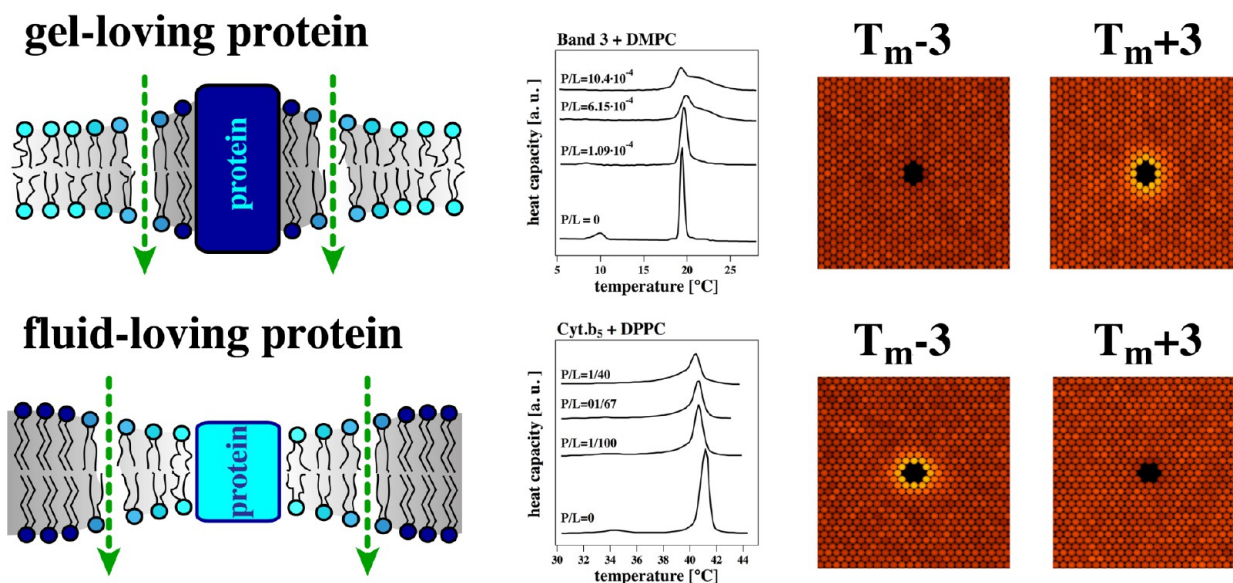 gel-loving protein
protein
Band 3 + DMPC
P/L=10.4·10⁻⁴
P/L=6.15·10⁻⁴
P/L=1.09·10⁻⁴
P/L = 0
heat capacity [a. u.]
5 10 15 20 25
temperature [°C]
Tₘ-3
Tₘ+3
fluid-loving protein
protein
Cyt.b₅ + DPPC
P/L=1/40
P/L=01/67
P/L=1/100
P/L=0
heat capacity [a. u.]
30 32 34 36 38 40 42 44
temperature [°C]
Tₘ-3
Tₘ+3